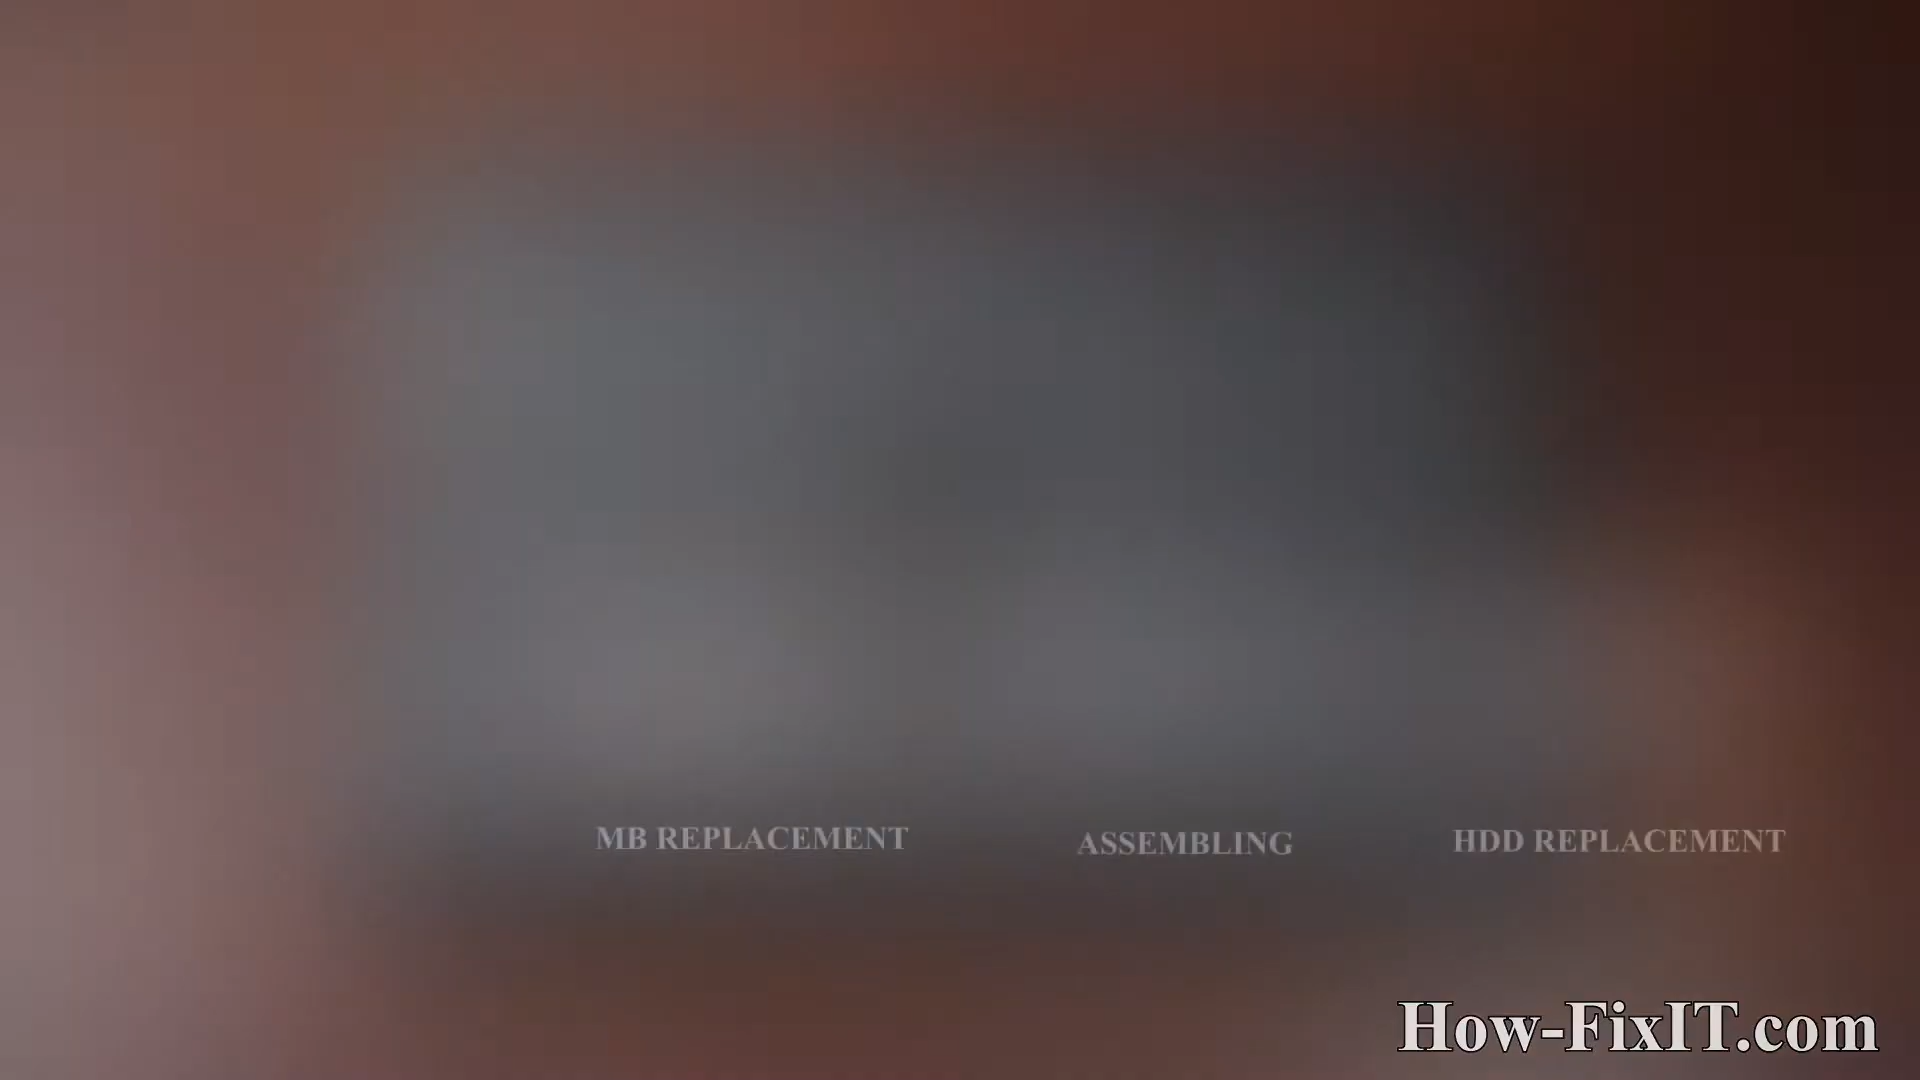 MB REPLACEMENT
ASSEMBLING
HDD REPLACEMENT
How-FixIT.com